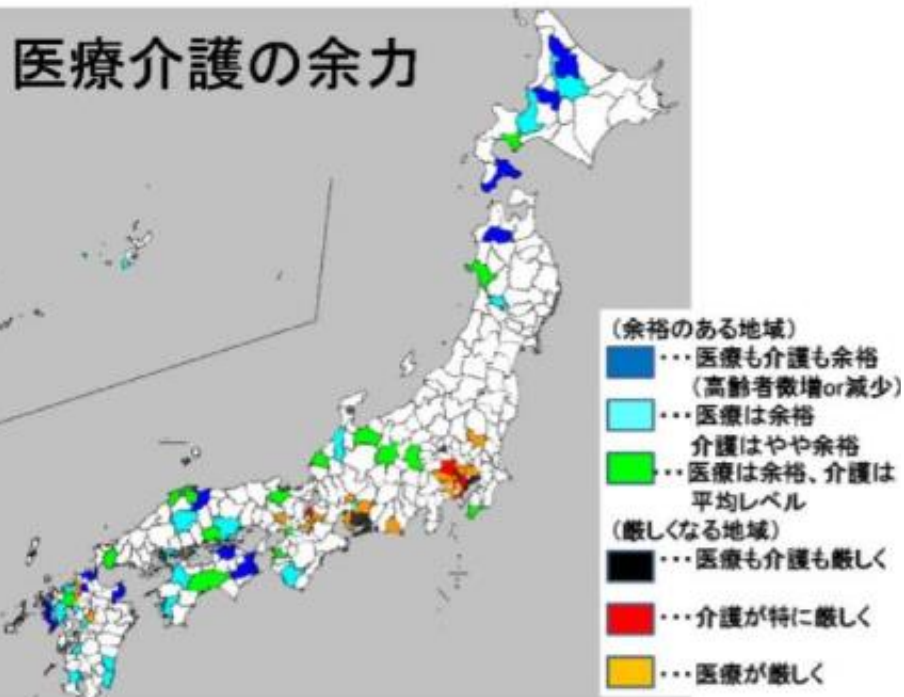 医療介護の余力
(余裕のある地域)
・・・医療も介護も余裕
(高齢者微増or減少)
・・・医療は余裕
介護はやや余裕
・・・医療は余裕、介護は
平均レベル
(厳しくなる地域)
・・・医療も介護も厳しく
・・・介護が特に厳しく
・・・医療が厳しく